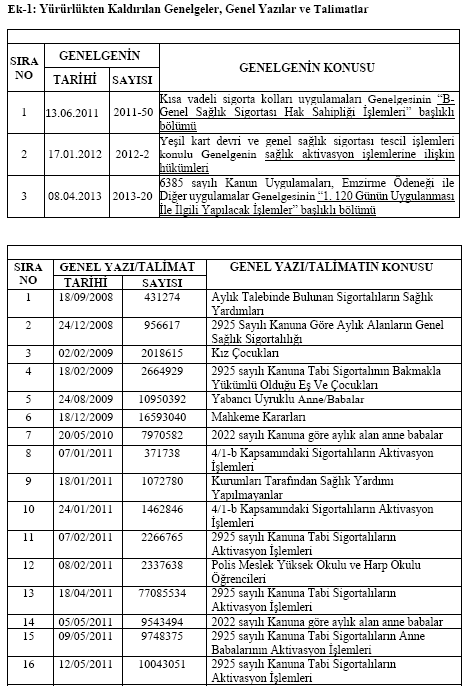 Ek-1: Yürürlükten Kaldırılan Genelgeler, Genel Yazılar ve Talimatlar
SIRA NO GENELGENİN GENELGENİN KONUSU
TARİHİ SAYISI
1 13.06.2011 2011-50 Kısa vadeli sigorta kolları uygulamaları Genelgesinin “B-
Genel Sağlık Sigortası Hak Sahipliği İşlemleri” başlıklı
bölümü
2 17.01.2012 2012-2 Yeşil kart devri ve genel sağlık sigortası tescil işlemleri
konulu Genelgenin sağlık aktivasyon işlemlerine ilişkin
hükümleri
3 08.04.2013 2013-20 6385 sayılı Kanun Uygulamaları, Emzirme Ödeneği ile
Diğer uygulamalar Genelgesinin “1. 120 Günün Uygulanması
İle İlgili Yapılacak İşlemler” başlıklı bölümü
SIRA NO GENEL YAZI/TALİMAT GENEL YAZI/TALİMATIN KONUSU
TARİHİ SAYISI
1 18/09/2008 431274 Aylık Talebinde Bulunan Sigortalıların Sağlık
Yardımları
2 24/12/2008 956617 2925 Sayılı Kanuna Göre Aylık Alanların Genel
Sağlık Sigortalılığı
3 02/02/2009 2018615 Kız Çocukları
4 18/02/2009 2664929 2925 sayılı Kanuna Tabi Sigortalının Bakmakla
Yükümlü Olduğu Eş Ve Çocukları
5 24/08/2009 10950392 Yabancı Uyruklu Anne/Babalar
6 18/12/2009 16593040 Mahkeme Kararları
7 20/05/2010 7970582 2022 sayılı Kanuna göre aylık alan anne babalar
8 07/01/2011 371738 4/1-b Kapsamındaki Sigortalıların Aktivasyon
İşlemleri
9 18/01/2011 1072780 Kurumları Tarafından Sağlık Yardımı
Yapılmayanlar
10 24/01/2011 1462846 4/1-b Kapsamındaki Sigortalıların Aktivasyon
İşlemleri
11 07/02/2011 2266765 2925 sayılı Kanuna Tabi Sigortalıların
Aktivasyon İşlemleri
12 08/02/2011 2337638 Polis Meslek Yüksek Okulu ve Harp Okulu
Öğrencileri
13 18/04/2011 77085534 2925 sayılı Kanuna Tabi Sigortalıların
Aktivasyon İşlemleri
14 05/05/2011 9543494 2022 sayılı Kanuna göre aylık alan anne babalar
15 09/05/2011 9748375 2925 sayılı Kanuna Tabi Sigortalıların Anne
Babalarının Aktivasyon İşlemleri
16 12/05/2011 10043051 2925 sayılı Kanuna Tabi Sigortalıların
Aktivasyon İşlemleri